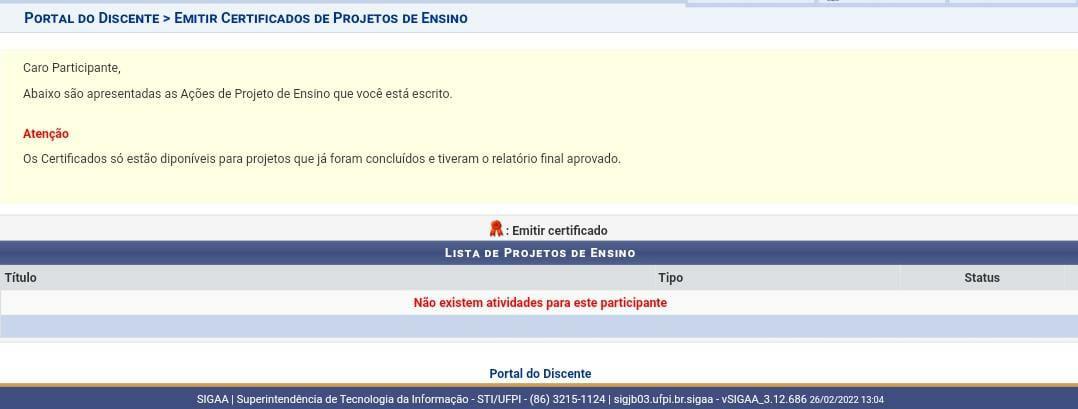 Portal do Discente > Emitir Certificados de Projetos de Ensino
Caro Participante,
Abaixo são apresentadas as Ações de Projeto de Ensino que você está escrito.
Atenção
Os Certificados só estão diponíveis para projetos que já foram concluídos e tiveram o relatório final aprovado.
: Emitir certificado
Lista de Projetos de Ensino
Título Tipo Status
Não existem atividades para este participante
Portal do Discente
SIGAA | Superintendência de Tecnologia da Informação - STI/UFPI - (86) 3215-1124 | sigjb03.ufpi.br.sigaa - vSIGAA_3.12.686 26/02/2022 13:04